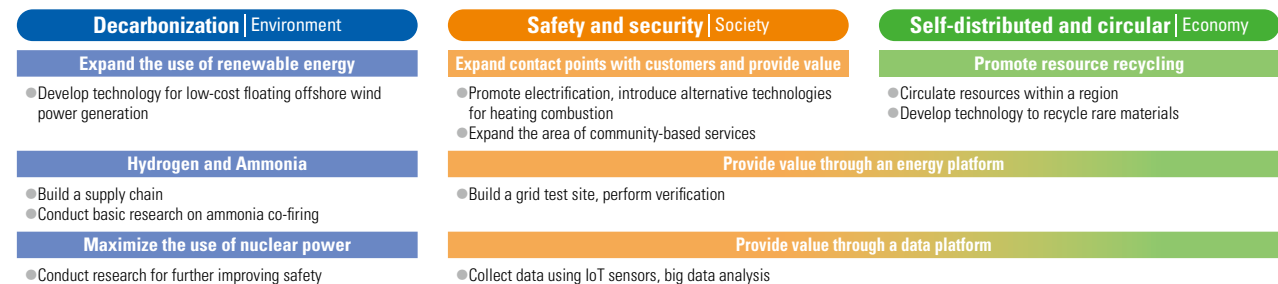 Decarbonization | Environment
Expand the use of renewable energy
●Develop technology for low-cost floating offshore wind
power generation
Hydrogen and Ammonia
●Build a supply chain
●Conduct basic research on ammonia co-firing
Maximize the use of nuclear power
●Conduct research for further improving safety
Safety and security | Society
Expand contact points with customers and provide value
●Promote electrification, introduce alternative technologies
for heating combustion
●Expand the area of community-based services
Self-distributed and circular | Economy
Promote resource recycling
●Circulate resources within a region
●Develop technology to recycle rare materials
Provide value through an energy platform
●Build a grid test site, perform verification
Provide value through a data platform
●Collect data using IoT sensors, big data analysis